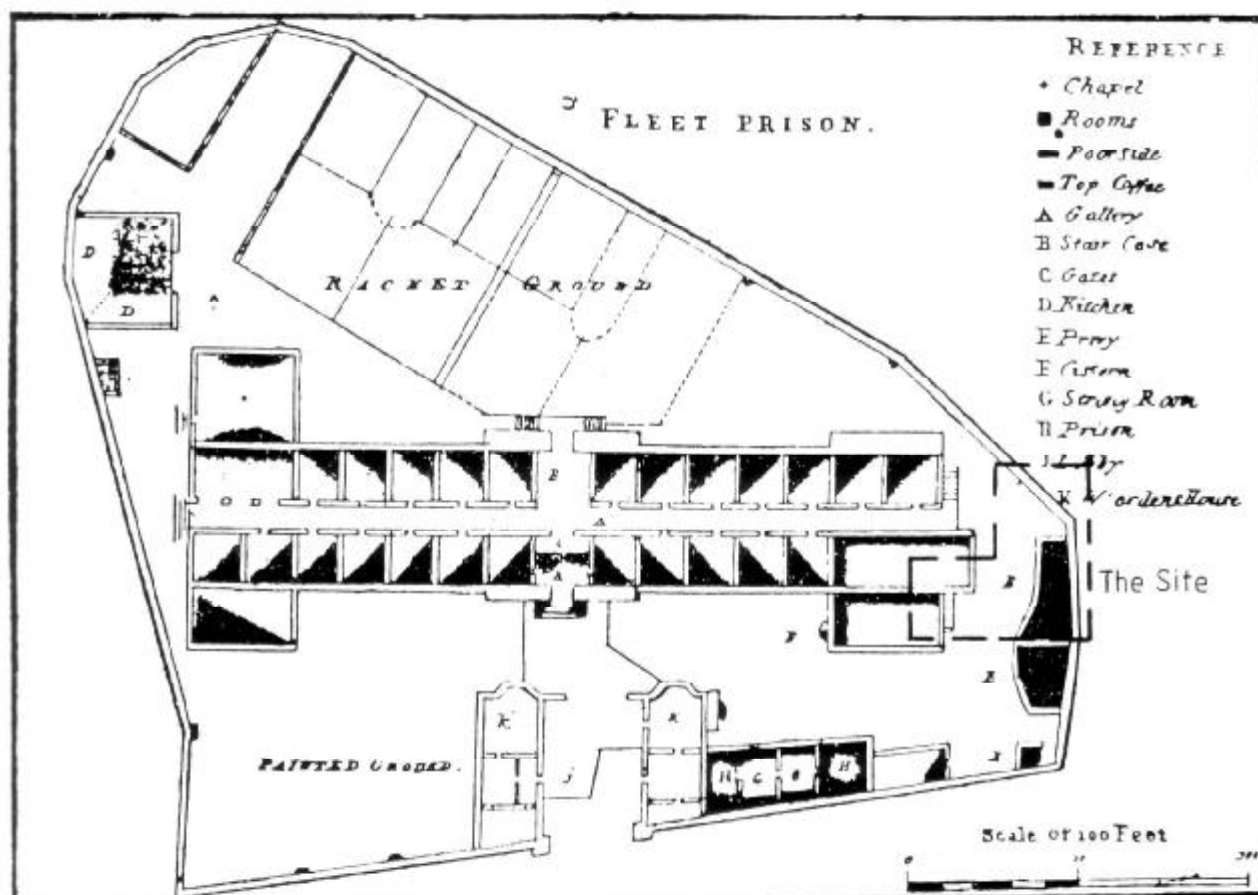 REFERENCE
+ Chapel
Rooms
Poorside
Top Coffee
A Gallery
B Stair Case
C Gates
D Kitchen
E Privy
F Cistern
G Strong Room
H Prison
K Wardens House
FLEET PRISON.
RACKET GROUND
D
D
B
A
A
The Site
E
E
E
K
K
J
PAINTED GROUND.
H
G
G
H
Scale of 100 Feet
0